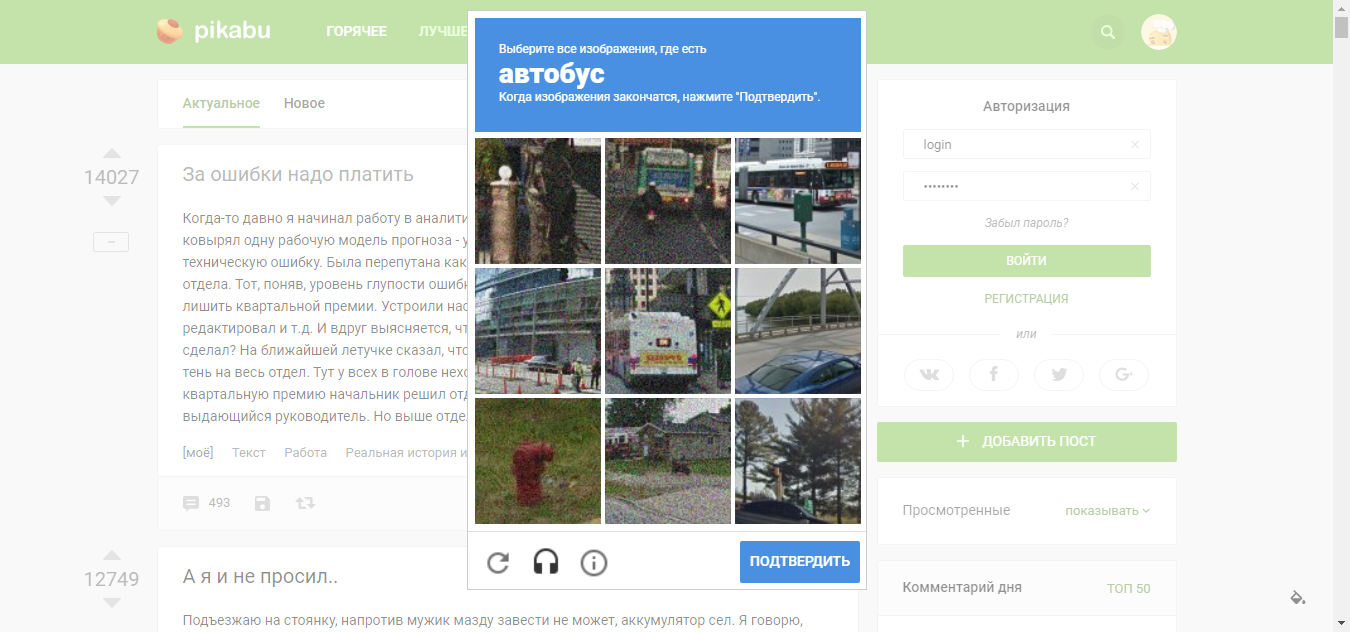 pikabu
ГОРЯЧЕЕ
ЛУЧШЕ
Актуальное
Новое
14027
За ошибки надо платить
Когда-то давно я начинал работу в аналити
ковырял одну рабочую модель прогноза - у
техническую ошибку. Была перепутана как
отдела. Тот, поняв, уровень глупости ошибк
лишить квартальной премии. Устроили нас
редактировал и т.д. И вдруг выясняется, чт
сделал? На ближайшей летучке сказал, что
тень на весь отдел. Тут у всех в голове нехо
квартальную премию начальник решил отд
выдающийся руководитель. Но выше отде
[моё] Текст Работа Реальная история и
493
12749
А я и не просил..
Подъезжаю на стоянку, напротив мужик мазду завести не может, аккумулятор сел. Я говорю,
Выберите все изображения, где есть
автобус
Когда изображения закончатся, нажмите "Подтвердить".
ПОДТВЕРДИТЬ
Авторизация
login
••••••••
Забыл пароль?
ВОЙТИ
РЕГИСТРАЦИЯ
или
ДОБАВИТЬ ПОСТ
Просмотренные
показывать
Комментарий дня
ТОП 50